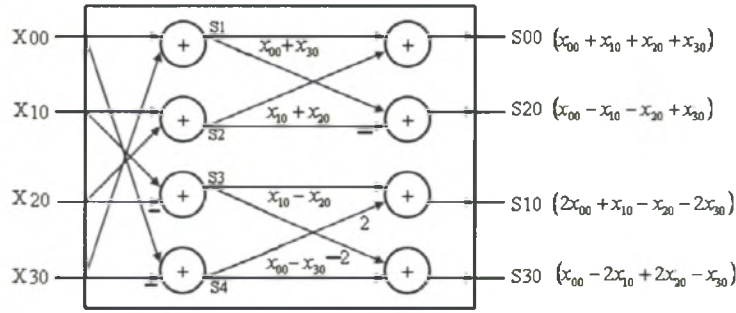 X00 + S1 x₀₀+x₃₀ + S00 (x₀₀ + x₁₀ + x₂₀ + x₃₀)
X10 + S2 x₁₀ + x₂₀ − + S20 (x₀₀ − x₁₀ − x₂₀ + x₃₀)
X20 − + S3 x₁₀ − x₂₀ 2 + S10 (2x₀₀ + x₁₀ − x₂₀ − 2x₃₀)
X30 − + S4 x₀₀ − x₃₀ −2 + S30 (x₀₀ − 2x₁₀ + 2x₂₀ − x₃₀)